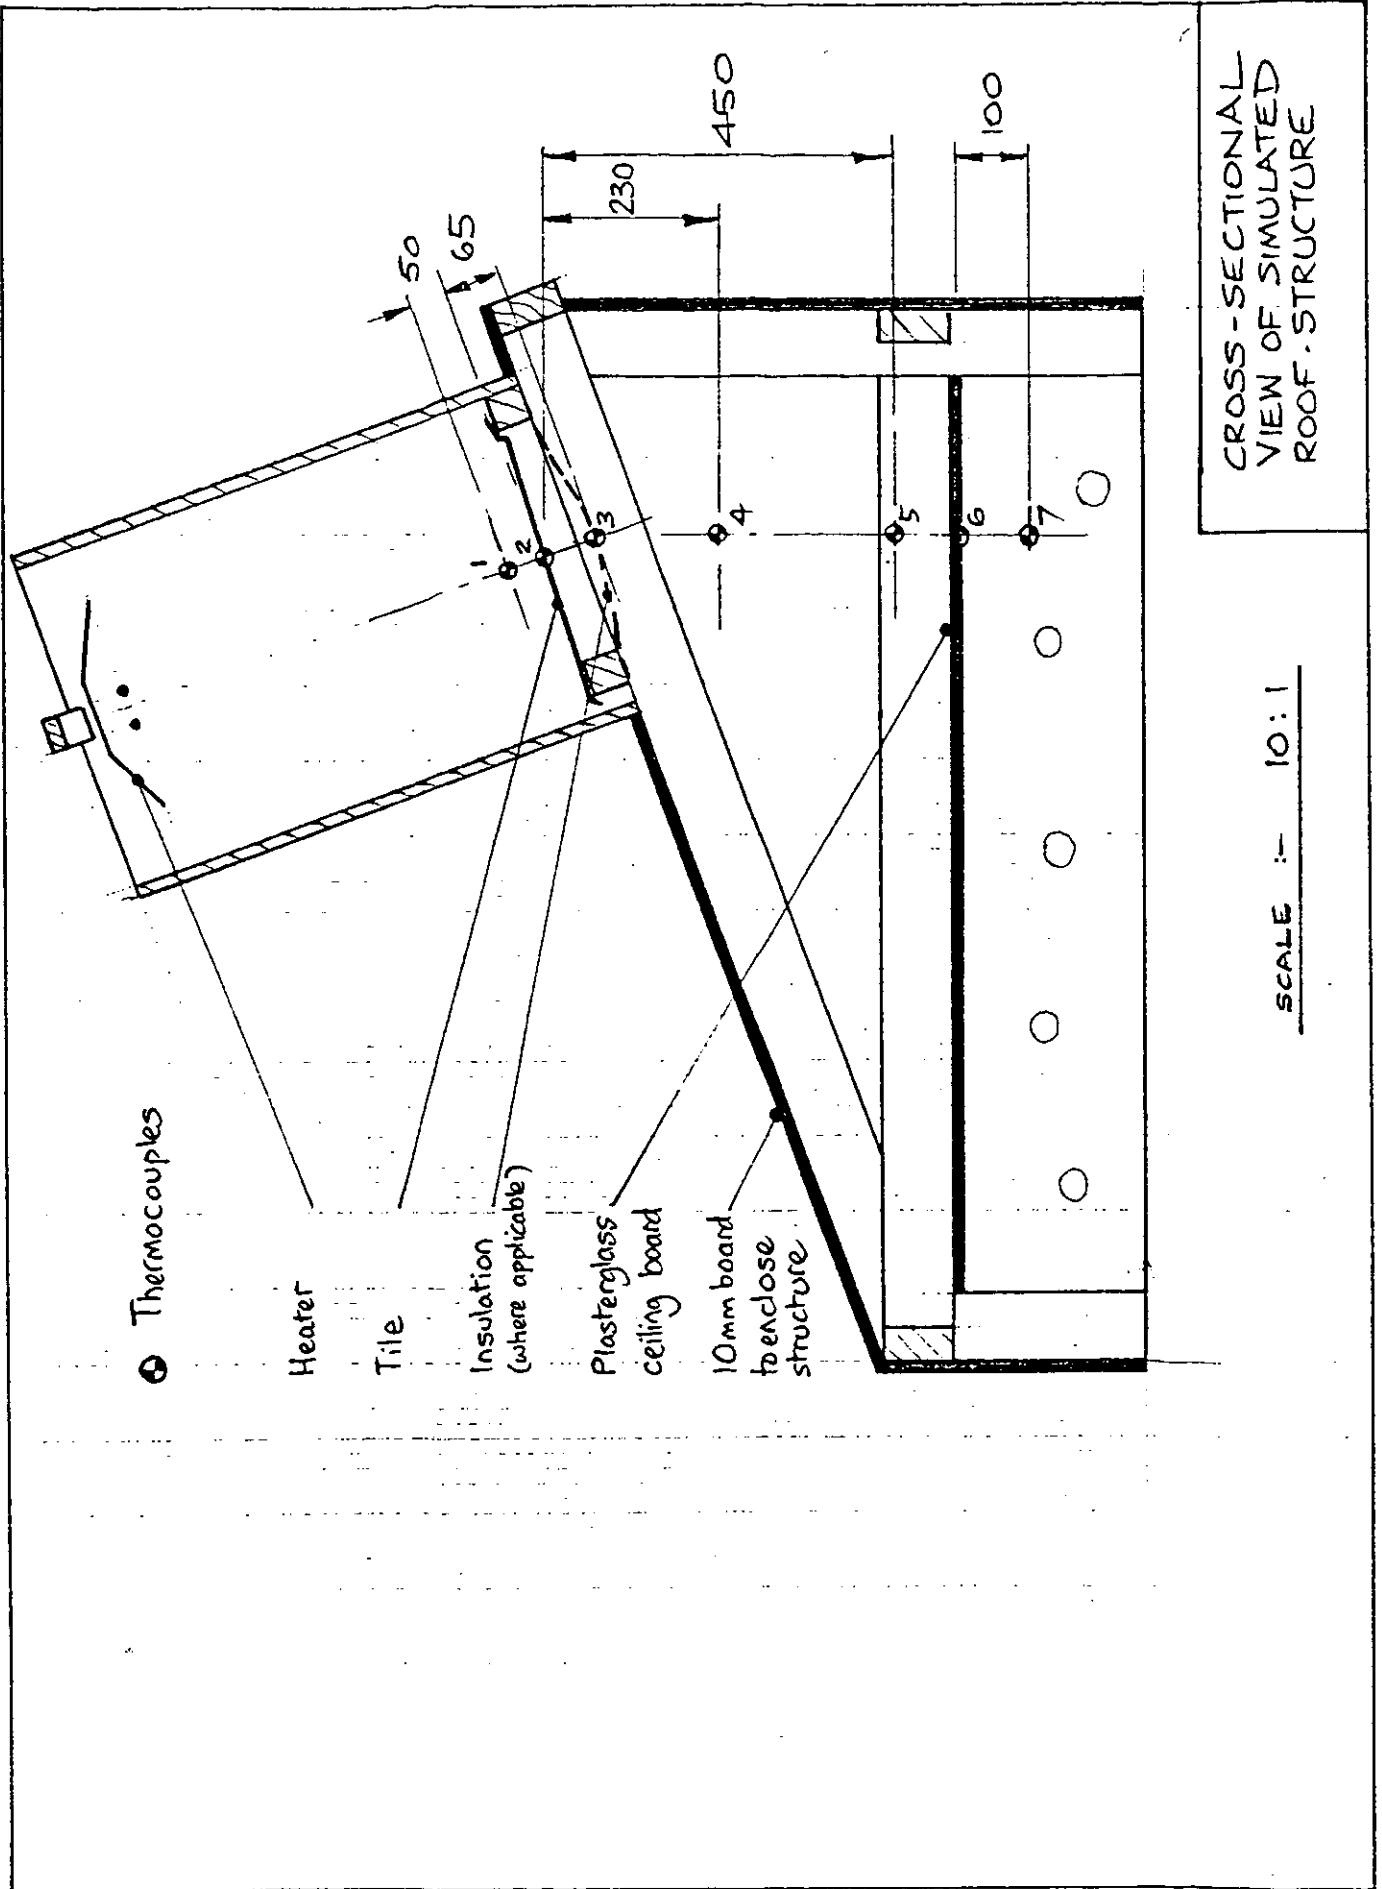 Thermocouples
Heater
Tile
Insulation
(where applicable)
Plasterglass
ceiling board
10mm board
to enclose
structure
50
65
230
450
100
1
2
3
4
5
6
7
SCALE :- 10:1
CROSS-SECTIONAL
VIEW OF SIMULATED
ROOF.STRUCTURE